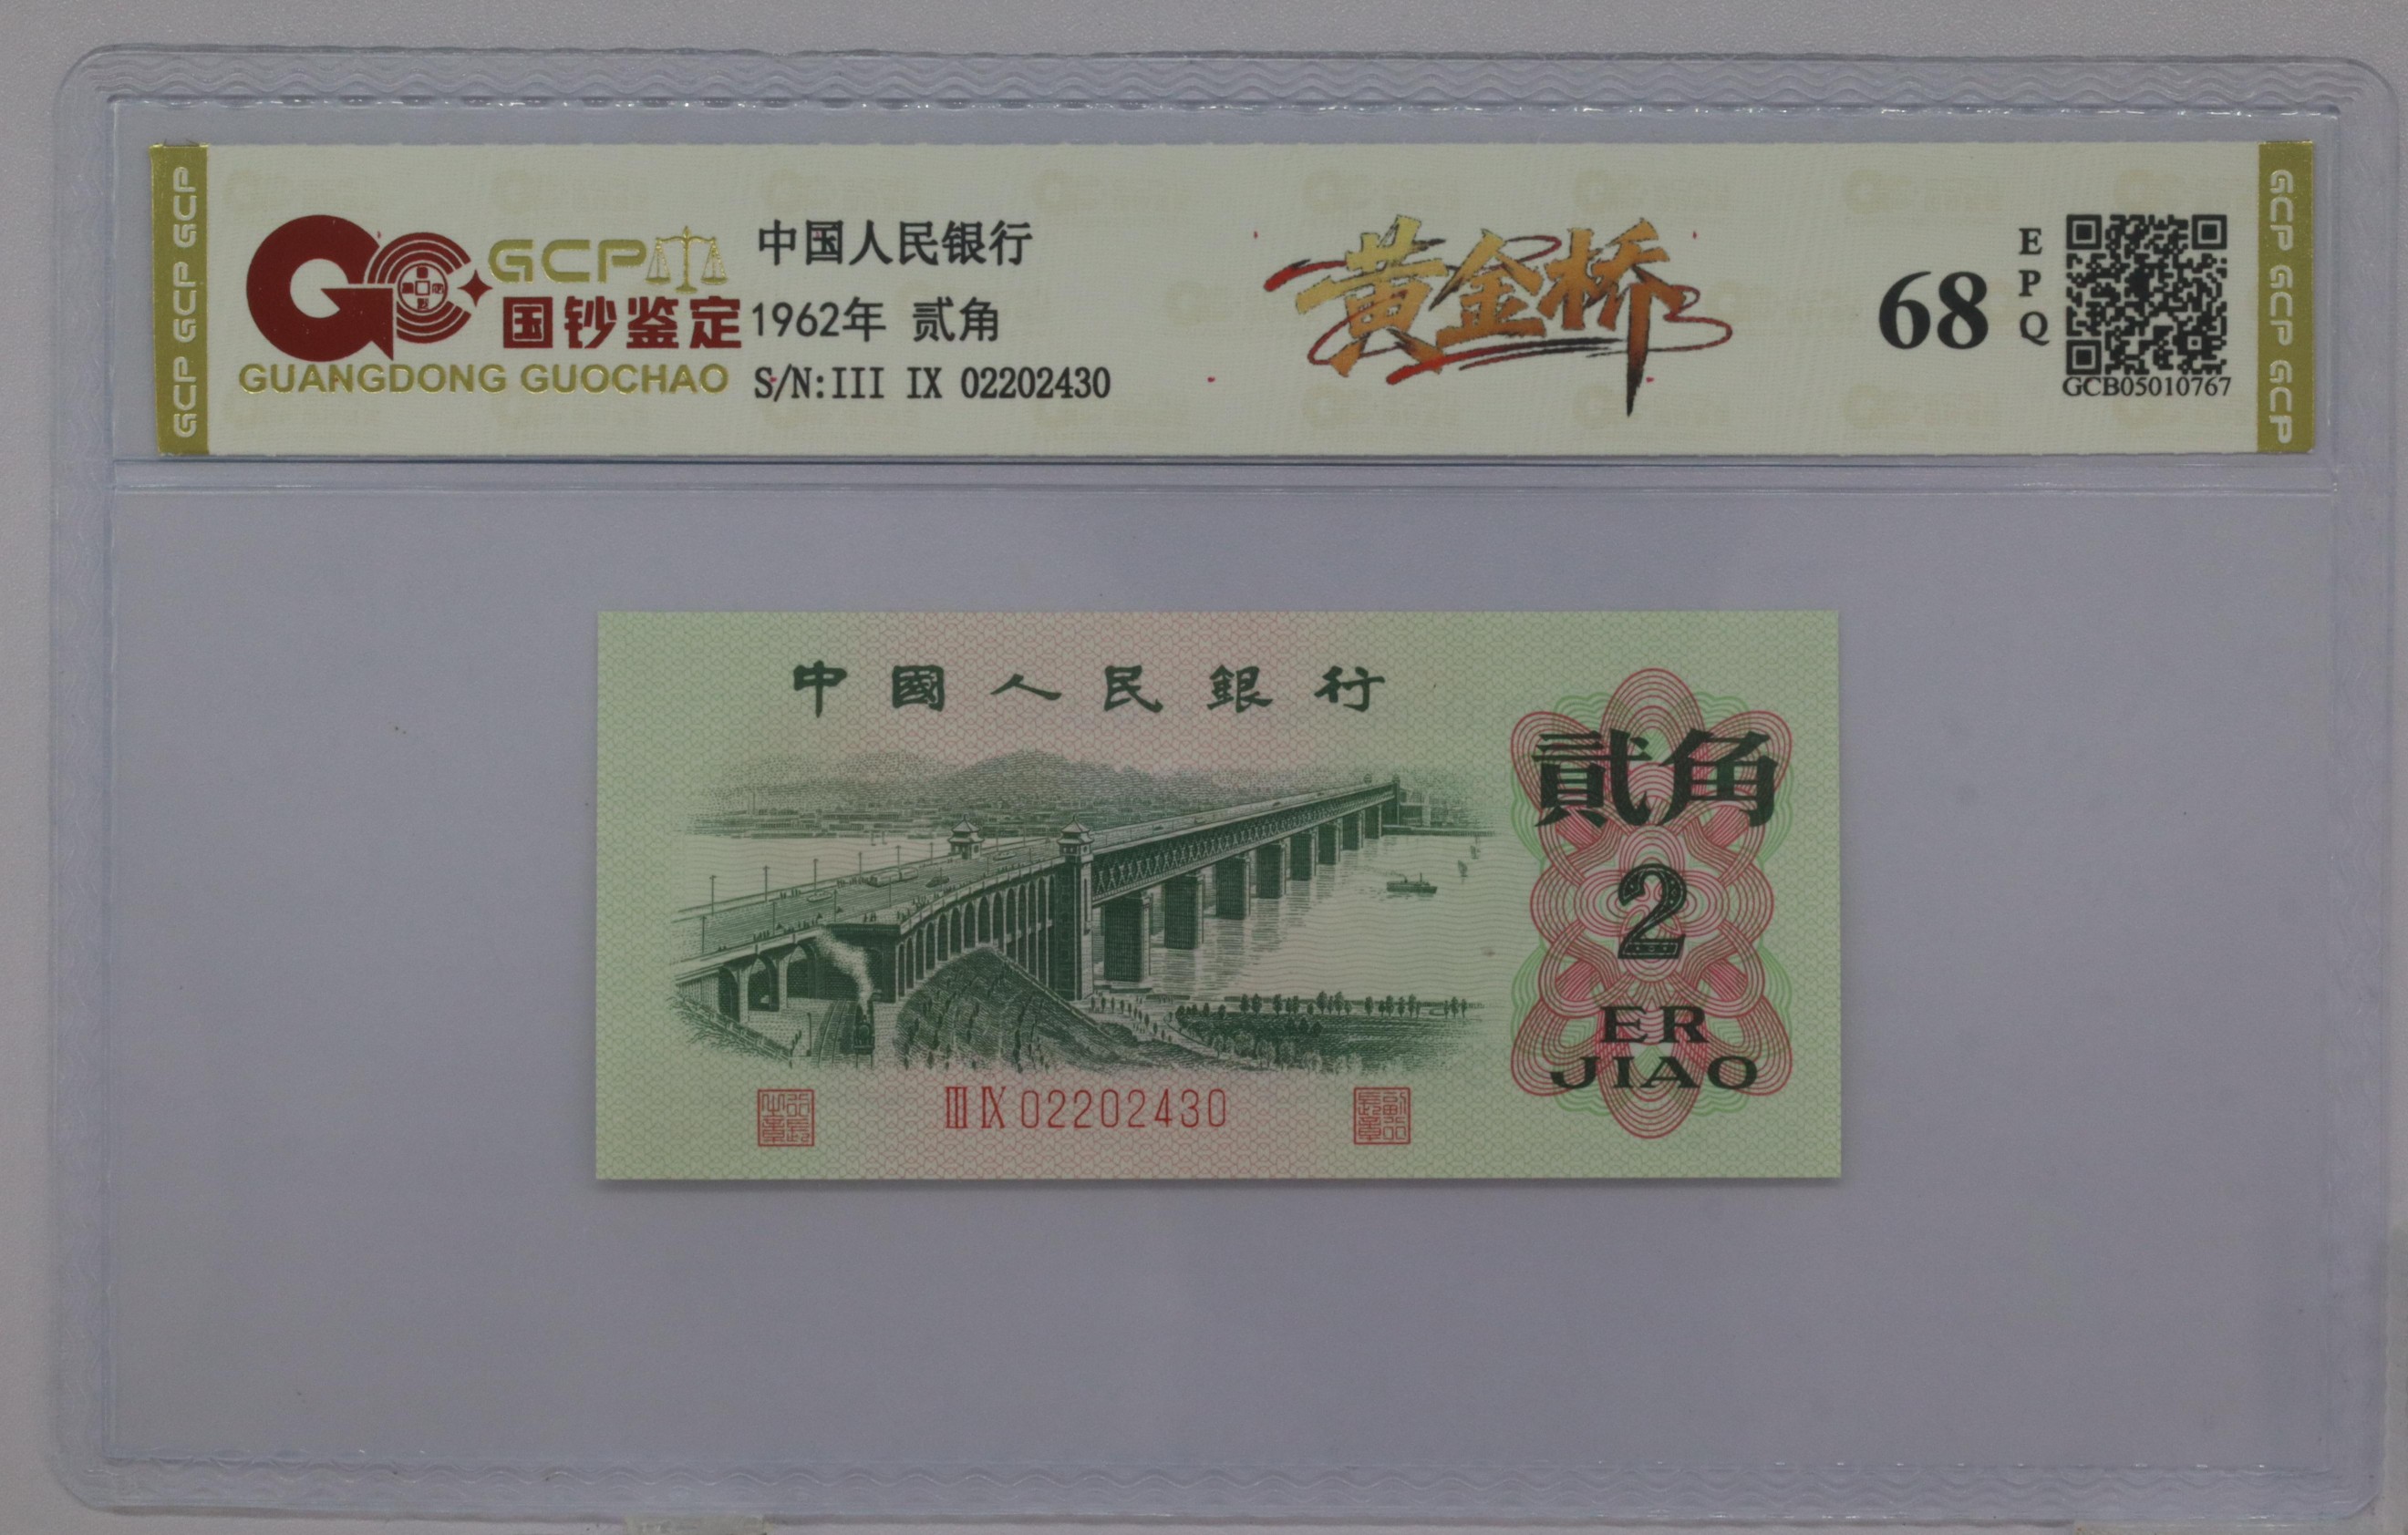 GCP GCP GCP
GCP
国钞鉴定
GUANGDONG GUOCHAO
中国人民银行
1962年 贰角
S/N:III IX 02202430
黄金桥
68
EPQ
GCB05010767
GCP GCP GCP
中國人民銀行
貳角
2
ER
JIAO
III IX 02202430